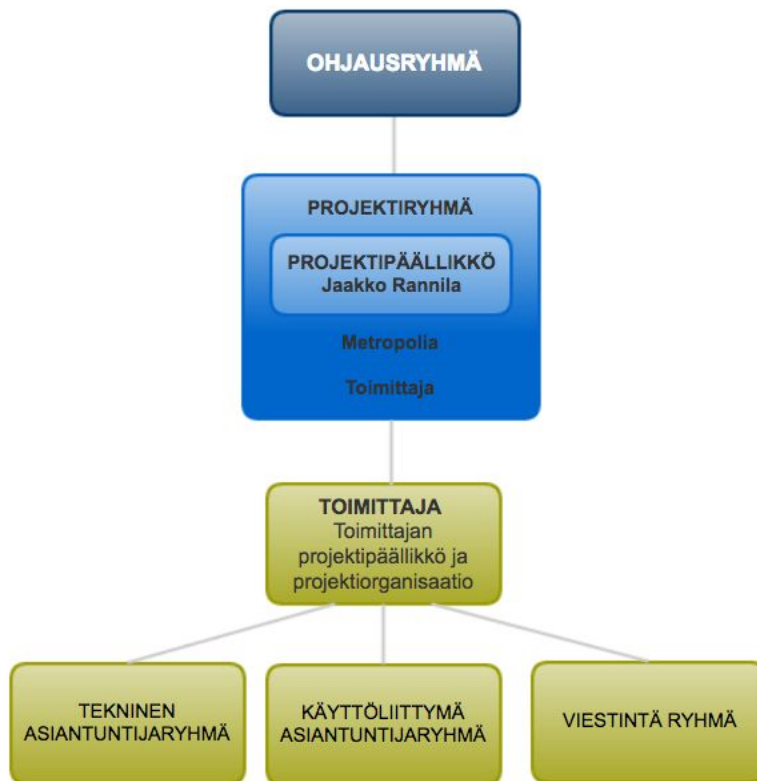 OHJAUSRYHMÄ
PROJEKTIRYHMÄ
PROJEKTIPÄÄLLIKKÖ
Jaakko Rannila
Metropolia
Toimittaja
TOIMITTAJA
Toimittajan
projektipäällikkö ja
projektiorganisaatio
TEKNINEN
ASIANTUNTIJARYHMÄ
KÄYTTÖLIITTYMÄ
ASIANTUNTIJARYHMÄ
VIESTINTÄ RYHMÄ